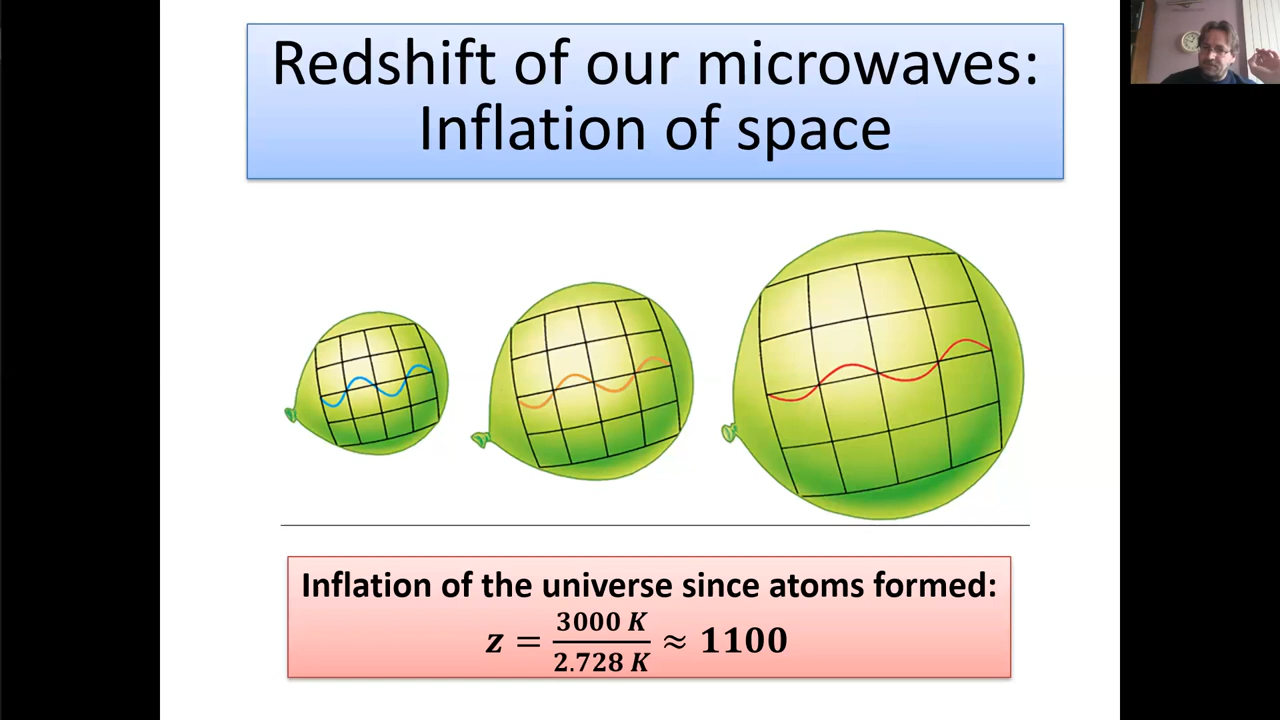 Redshift of our microwaves:
Inflation of space
Inflation of the universe since atoms formed:
z = 3000 K / 2.728 K ≈ 1100